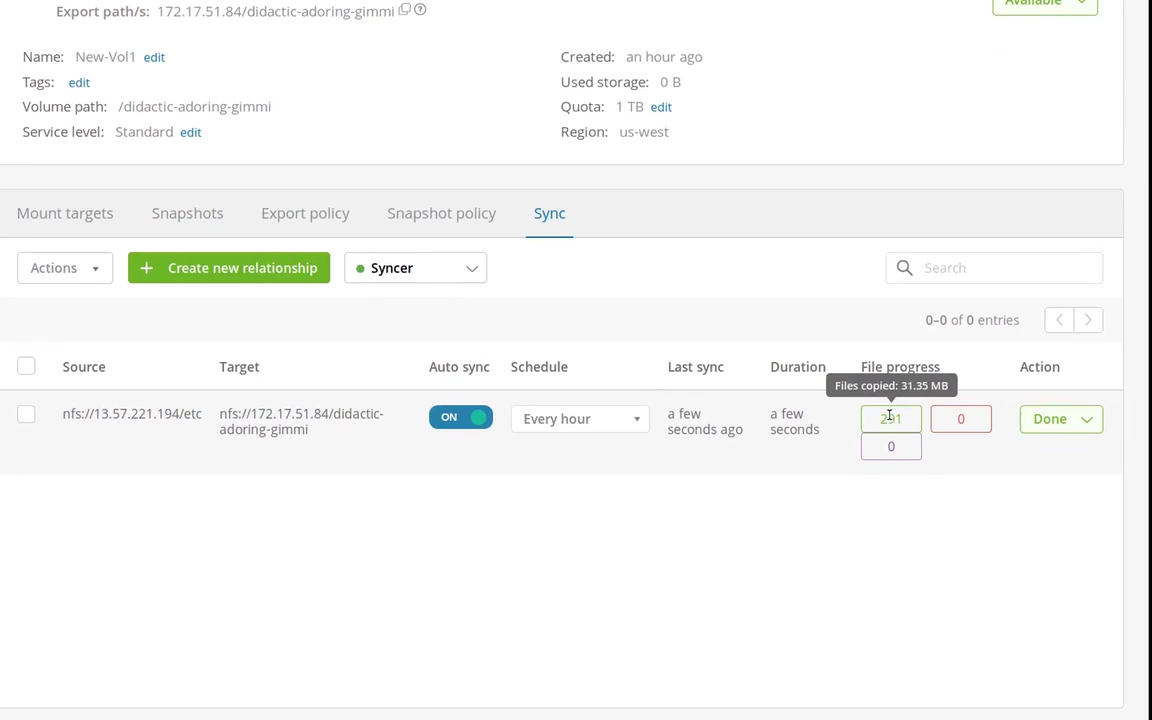 Available
Export path/s: 172.17.51.84/didactic-adoring-gimmi
Name: New-Vol1 edit
Created: an hour ago
Tags: edit
Used storage: 0 B
Volume path: /didactic-adoring-gimmi
Quota: 1 TB edit
Service level: Standard edit
Region: us-west
Mount targets Snapshots Export policy Snapshot policy Sync
Actions + Create new relationship Syncer Search
0–0 of 0 entries
Source Target Auto sync Schedule Last sync Duration File progress Action
Files copied: 31.35 MB
nfs://13.57.221.194/etc
nfs://172.17.51.84/didactic-
adoring-gimmi
ON
Every hour
a few
seconds ago
a few
seconds
0
Done
0